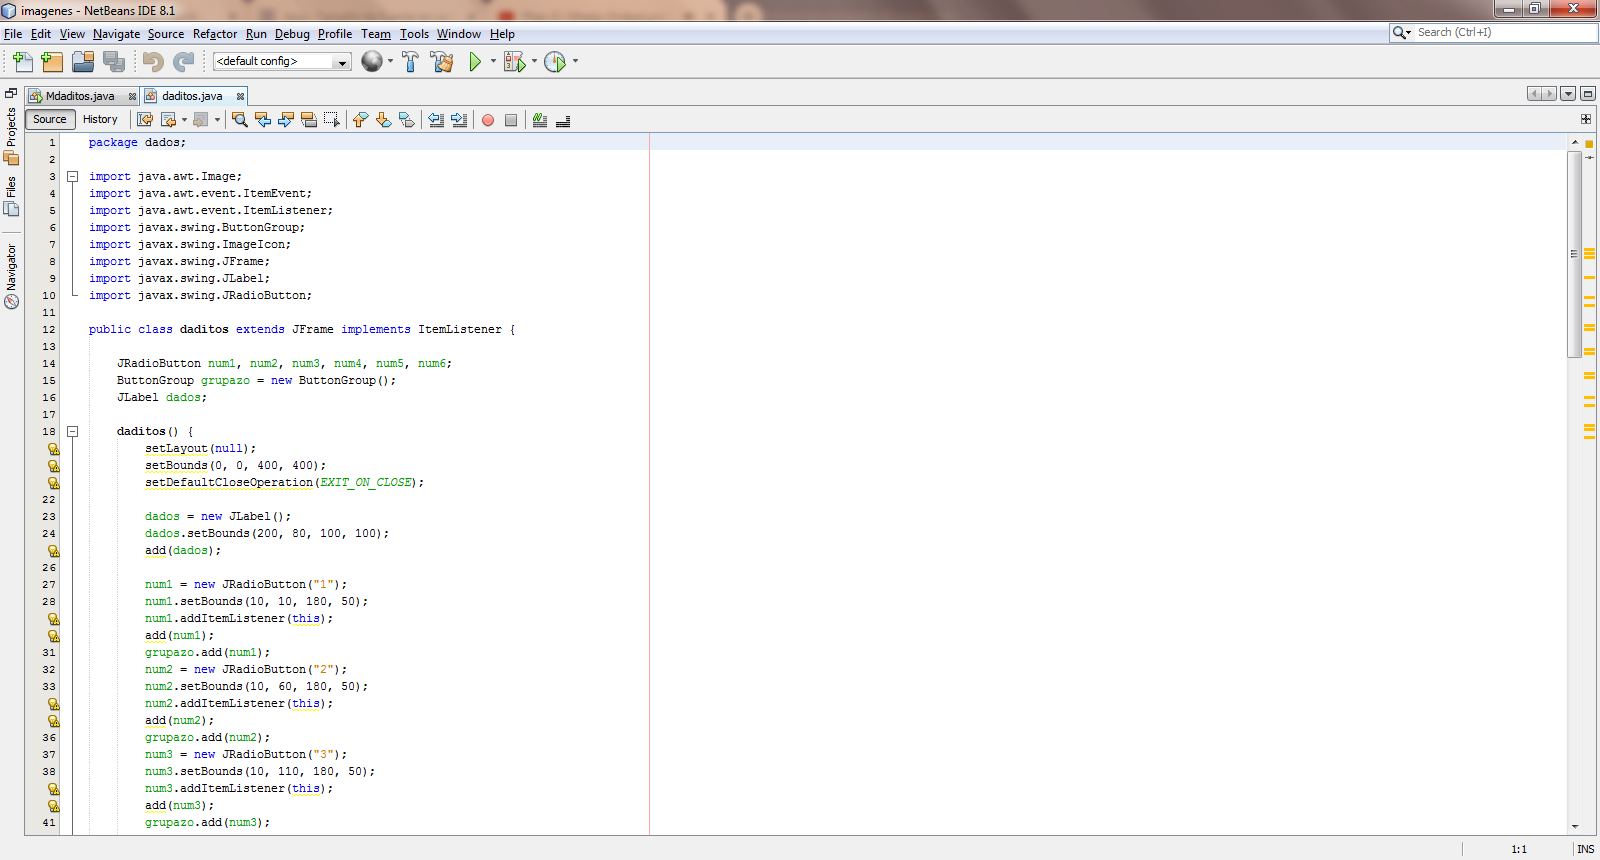 imagenes - NetBeans IDE 8.1
File Edit View Navigate Source Refactor Run Debug Profile Team Tools Window Help
Search (Ctrl+I)
<default config>
Projects
Files
Navigator
Mdaditos.java
daditos.java
Source History
1 package dados;
2
3 import java.awt.Image;
4 import java.awt.event.ItemEvent;
5 import java.awt.event.ItemListener;
6 import javax.swing.ButtonGroup;
7 import javax.swing.ImageIcon;
8 import javax.swing.JFrame;
9 import javax.swing.JLabel;
10 import javax.swing.JRadioButton;
11
12 public class daditos extends JFrame implements ItemListener {
13
14 JRadioButton num1, num2, num3, num4, num5, num6;
15 ButtonGroup grupazo = new ButtonGroup();
16 JLabel dados;
17
18 daditos() {
setLayout(null);
setBounds(0, 0, 400, 400);
setDefaultCloseOperation(EXIT_ON_CLOSE);
22
23 dados = new JLabel();
24 dados.setBounds(200, 80, 100, 100);
add(dados);
26
27 num1 = new JRadioButton("1");
28 num1.setBounds(10, 10, 180, 50);
num1.addItemListener(this);
add(num1);
31 grupazo.add(num1);
32 num2 = new JRadioButton("2");
33 num2.setBounds(10, 60, 180, 50);
num2.addItemListener(this);
add(num2);
36 grupazo.add(num2);
37 num3 = new JRadioButton("3");
38 num3.setBounds(10, 110, 180, 50);
num3.addItemListener(this);
add(num3);
41 grupazo.add(num3);
1:1 INS